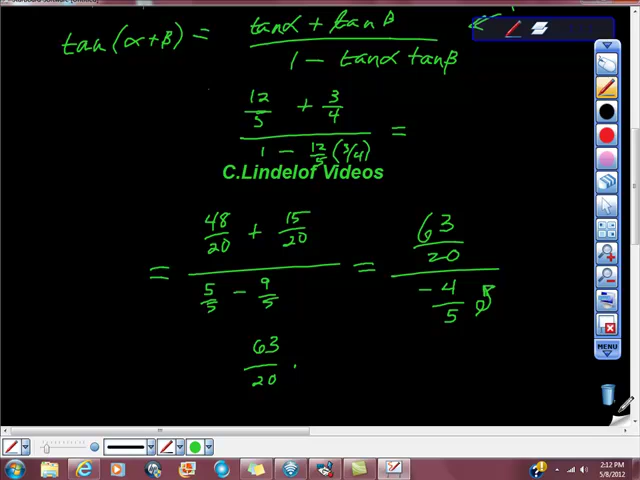 tan(α+β) = (tanα + tanβ)/(1 - tanα tanβ)
(12/5 + 3/4)/(1 - 12/5 (3/4)) =
C.Lindelof Videos
= (48/20 + 15/20)/(5/5 - 9/5) = (63/20)/(-4/5)
63/20 ·
MENU
2:12 PM
5/8/2012